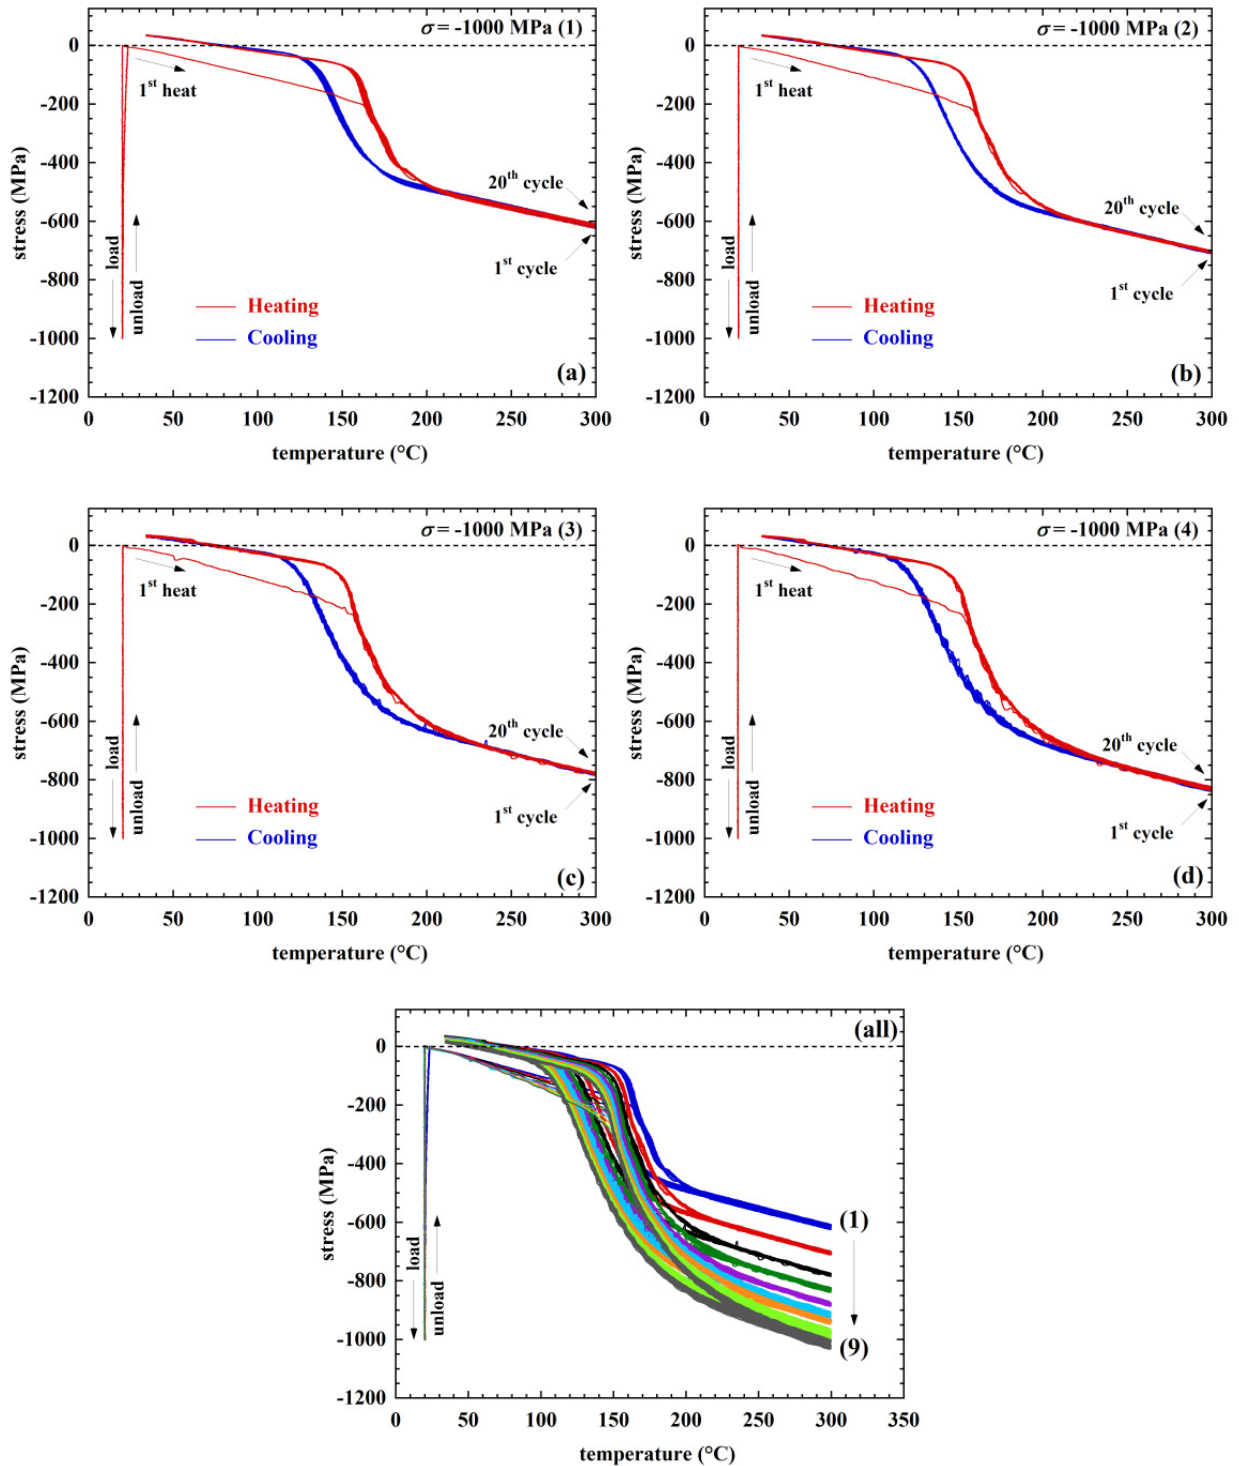 σ = -1000 MPa (1)
0
-200
-400
-600
-800
-1000
-1200
stress (MPa)
1st heat
load
unload
20th cycle
1st cycle
Heating
Cooling
(a)
0 50 100 150 200 250 300
temperature (°C)
σ = -1000 MPa (2)
0
-200
-400
-600
-800
-1000
-1200
stress (MPa)
1st heat
load
unload
20th cycle
1st cycle
Heating
Cooling
(b)
0 50 100 150 200 250 300
temperature (°C)
σ = -1000 MPa (3)
0
-200
-400
-600
-800
-1000
-1200
stress (MPa)
1st heat
load
unload
20th cycle
1st cycle
Heating
Cooling
(c)
0 50 100 150 200 250 300
temperature (°C)
σ = -1000 MPa (4)
0
-200
-400
-600
-800
-1000
-1200
stress (MPa)
1st heat
load
unload
20th cycle
1st cycle
Heating
Cooling
(d)
0 50 100 150 200 250 300
temperature (°C)
(all)
0
-200
-400
-600
-800
-1000
-1200
stress (MPa)
load
unload
(1)
(9)
0 50 100 150 200 250 300 350
temperature (°C)